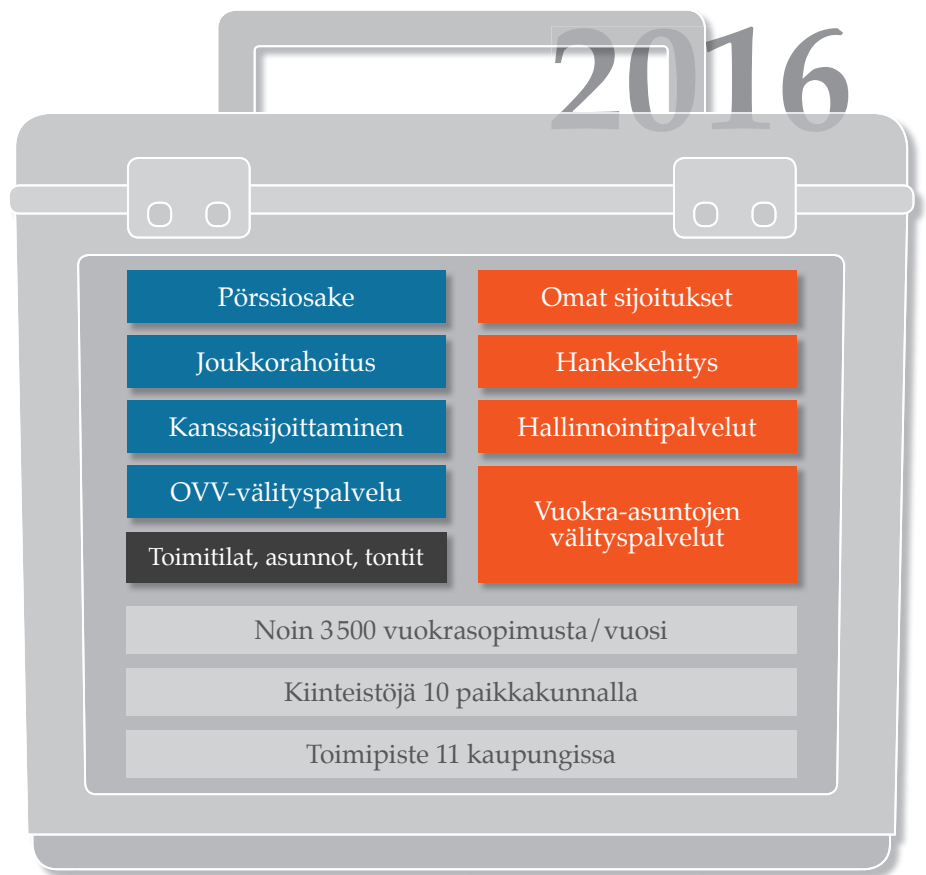 2016
Pörssiosake
Joukkorahoitus
Kanssasijoittaminen
OVV-välityspalvelu
Toimitilat, asunnot, tontit
Omat sijoitukset
Hankekehitys
Hallinnointipalvelut
Vuokra-asuntojen
välityspalvelut
Noin 3 500 vuokrasopimusta/vuosi
Kiinteistöjä 10 paikkakunnalla
Toimipiste 11 kaupungissa